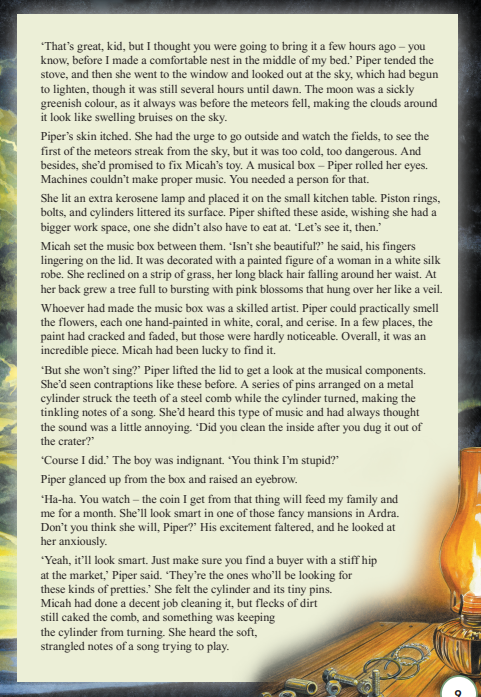 ‘That’s great, kid, but I thought you were going to bring it a few hours ago – you
know, before I made a comfortable nest in the middle of my bed.’ Piper tended the
stove, and then she went to the window and looked out at the sky, which had begun
to lighten, though it was still several hours until dawn. The moon was a sickly
greenish colour, as it always was before the meteors fell, making the clouds around
it look like swelling bruises on the sky.
Piper’s skin itched. She had the urge to go outside and watch the fields, to see the
first of the meteors streak from the sky, but it was too cold, too dangerous. And
besides, she’d promised to fix Micah’s toy. A musical box – Piper rolled her eyes.
Machines couldn’t make proper music. You needed a person for that.
She lit an extra kerosene lamp and placed it on the small kitchen table. Piston rings,
bolts, and cylinders littered its surface. Piper shifted these aside, wishing she had a
bigger work space, one she didn’t also have to eat at. ‘Let’s see it, then.’
Micah set the music box between them. ‘Isn’t she beautiful?’ he said, his fingers
lingering on the lid. It was decorated with a painted figure of a woman in a white silk
robe. She reclined on a strip of grass, her long black hair falling around her waist. At
her back grew a tree full to bursting with pink blossoms that hung over her like a veil.
Whoever had made the music box was a skilled artist. Piper could practically smell
the flowers, each one hand-painted in white, coral, and cerise. In a few places, the
paint had cracked and faded, but those were hardly noticeable. Overall, it was an
incredible piece. Micah had been lucky to find it.
‘But she won’t sing?’ Piper lifted the lid to get a look at the musical components.
She’d seen contraptions like these before. A series of pins arranged on a metal
cylinder struck the teeth of a steel comb while the cylinder turned, making the
tinkling notes of a song. She’d heard this type of music and had always thought
the sound was a little annoying. ‘Did you clean the inside after you dug it out of
the crater?’
‘Course I did.’ The boy was indignant. ‘You think I’m stupid?’
Piper glanced up from the box and raised an eyebrow.
‘Ha-ha. You watch – the coin I get from that thing will feed my family and
me for a month. She’ll look smart in one of those fancy mansions in Ardra.
Don’t you think she will, Piper?’ His excitement faltered, and he looked at
her anxiously.
‘Yeah, it’ll look smart. Just make sure you find a buyer with a stiff hip
at the market,’ Piper said. ‘They’re the ones who’ll be looking for
these kinds of pretties.’ She felt the cylinder and its tiny pins.
Micah had done a decent job cleaning it, but flecks of dirt
still caked the comb, and something was keeping
the cylinder from turning. She heard the soft,
strangled notes of a song trying to play.
9